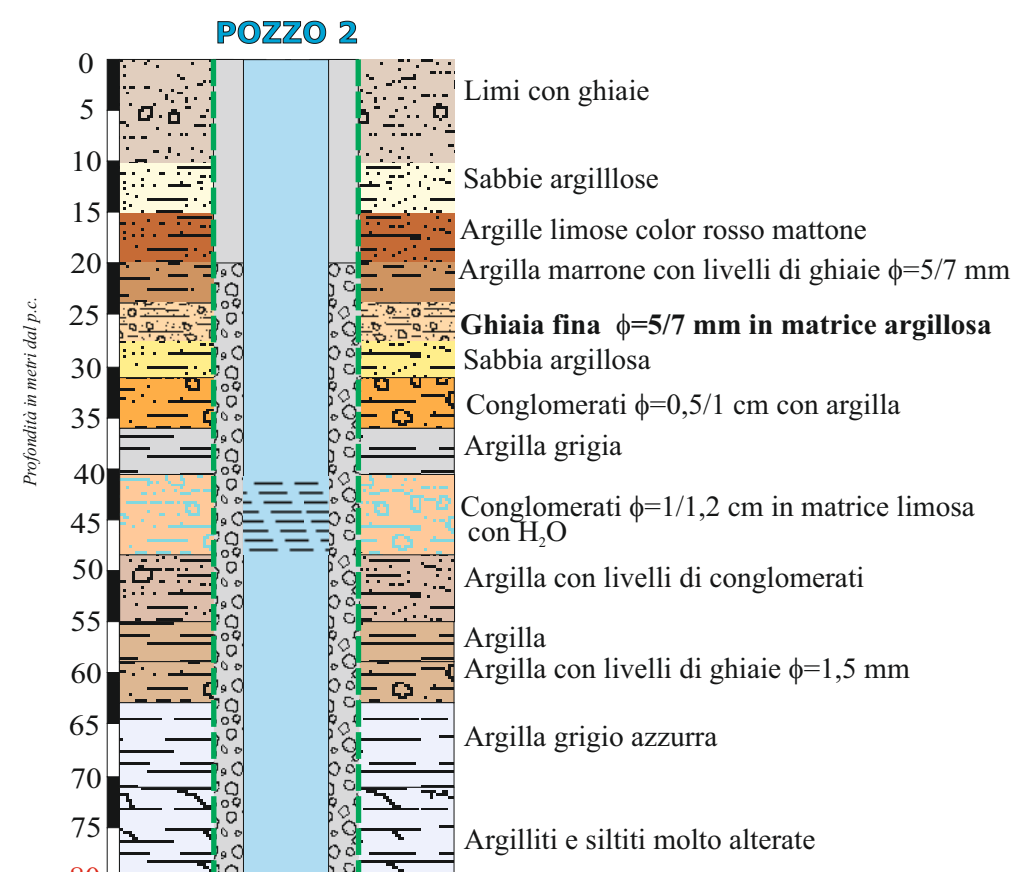 POZZO 2
0
Limi con ghiaie
5
10
Sabbie argilllose
15
Argille limose color rosso mattone
20
Argilla marrone con livelli di ghiaie ϕ=5/7 mm
25
Ghiaia fina ϕ=5/7 mm in matrice argillosa
Sabbia argillosa
30
Conglomerati ϕ=0,5/1 cm con argilla
35
Argilla grigia
40
Conglomerati ϕ=1/1,2 cm in matrice limosa
con H₂O
45
50
Argilla con livelli di conglomerati
55
Argilla
60
Argilla con livelli di ghiaie ϕ=1,5 mm
65
Argilla grigio azzurra
70
75
Argilliti e siltiti molto alterate
Profondità in metri dal p.c.